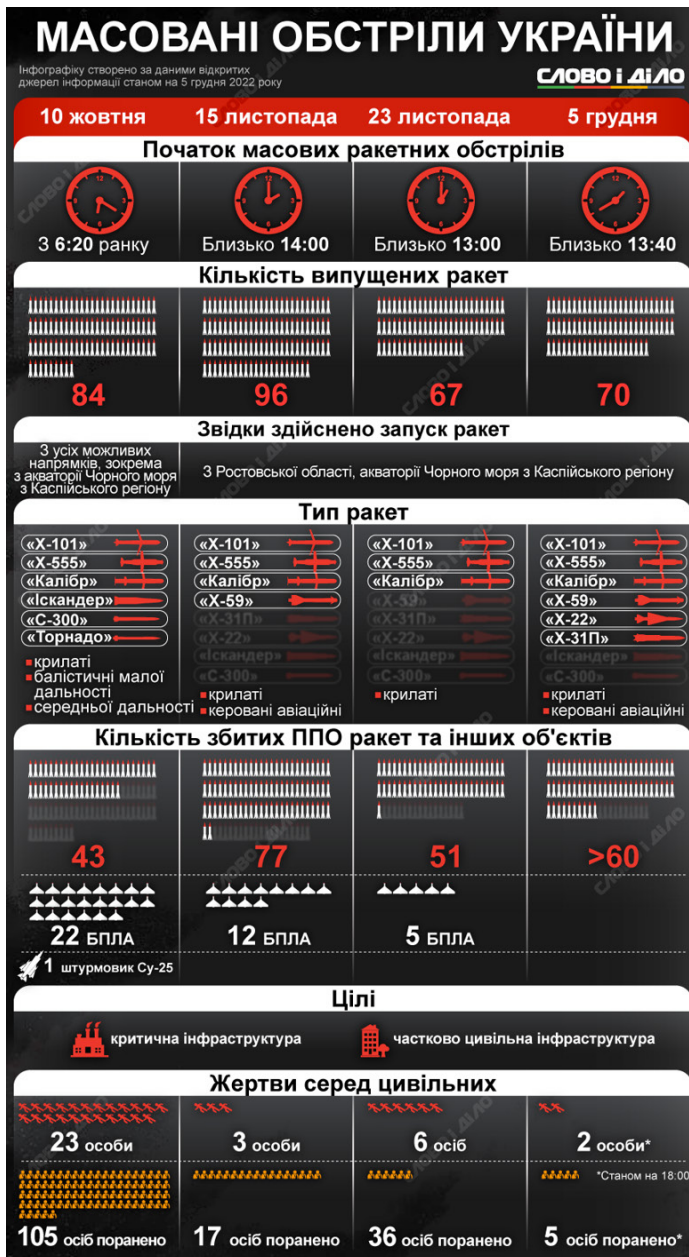 МАСОВАНІ ОБСТРІЛИ УКРАЇНИ
Інфографіку створено за даними відкритих
джерел інформації станом на 5 грудня 2022 року
СЛОВО і ДІЛО
10 жовтня 15 листопада 23 листопада 5 грудня
Початок масових ракетних обстрілів
З 6:20 ранку Близько 14:00 Близько 13:00 Близько 13:40
Кількість випущених ракет
84 96 67 70
Звідки здійснено запуск ракет
З усіх можливих
напрямків, зокрема
з акваторії Чорного моря
з Каспійського регіону
З Ростовської області, акваторії Чорного моря з Каспійського регіону
Тип ракет
«Х-101»
«Х-555»
«Калібр»
«Іскандер»
«С-300»
«Торнадо»
крилаті
балістичні малої
дальності
середньої дальності
«Х-101»
«Х-555»
«Калібр»
«Х-59»
«Х-31П»
«Х-22»
«Іскандер»
«С-300»
крилаті
керовані авіаційні
«Х-101»
«Х-555»
«Калібр»
«Х-59»
«Х-31П»
«Х-22»
«Іскандер»
«С-300»
крилаті
«Х-101»
«Х-555»
«Калібр»
«Х-59»
«Х-22»
«Х-31П»
«Іскандер»
«С-300»
крилаті
керовані авіаційні
Кількість збитих ППО ракет та інших об'єктів
43 77 51 >60
22 БПЛА 12 БПЛА 5 БПЛА
1 штурмовик Су-25
Цілі
критична інфраструктура частково цивільна інфраструктура
Жертви серед цивільних
23 особи 3 особи 6 осіб 2 особи*
*Станом на 18:00
105 осіб поранено 17 осіб поранено 36 осіб поранено 5 осіб поранено*